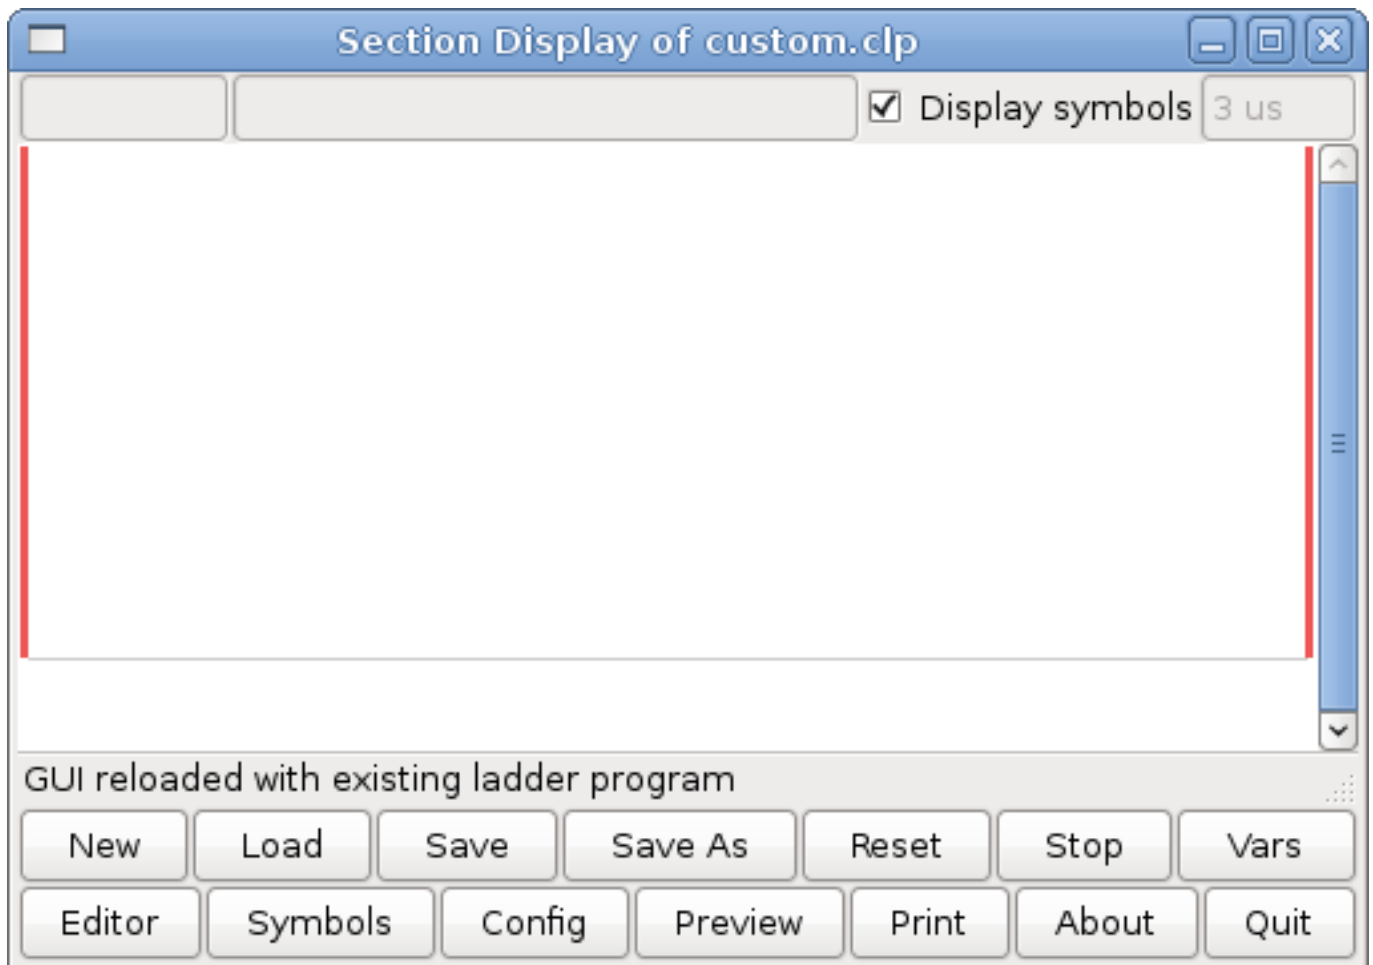 Section Display of custom.clp
Display symbols 3 us
GUI reloaded with existing ladder program
New Load Save Save As Reset Stop Vars
Editor Symbols Config Preview Print About Quit